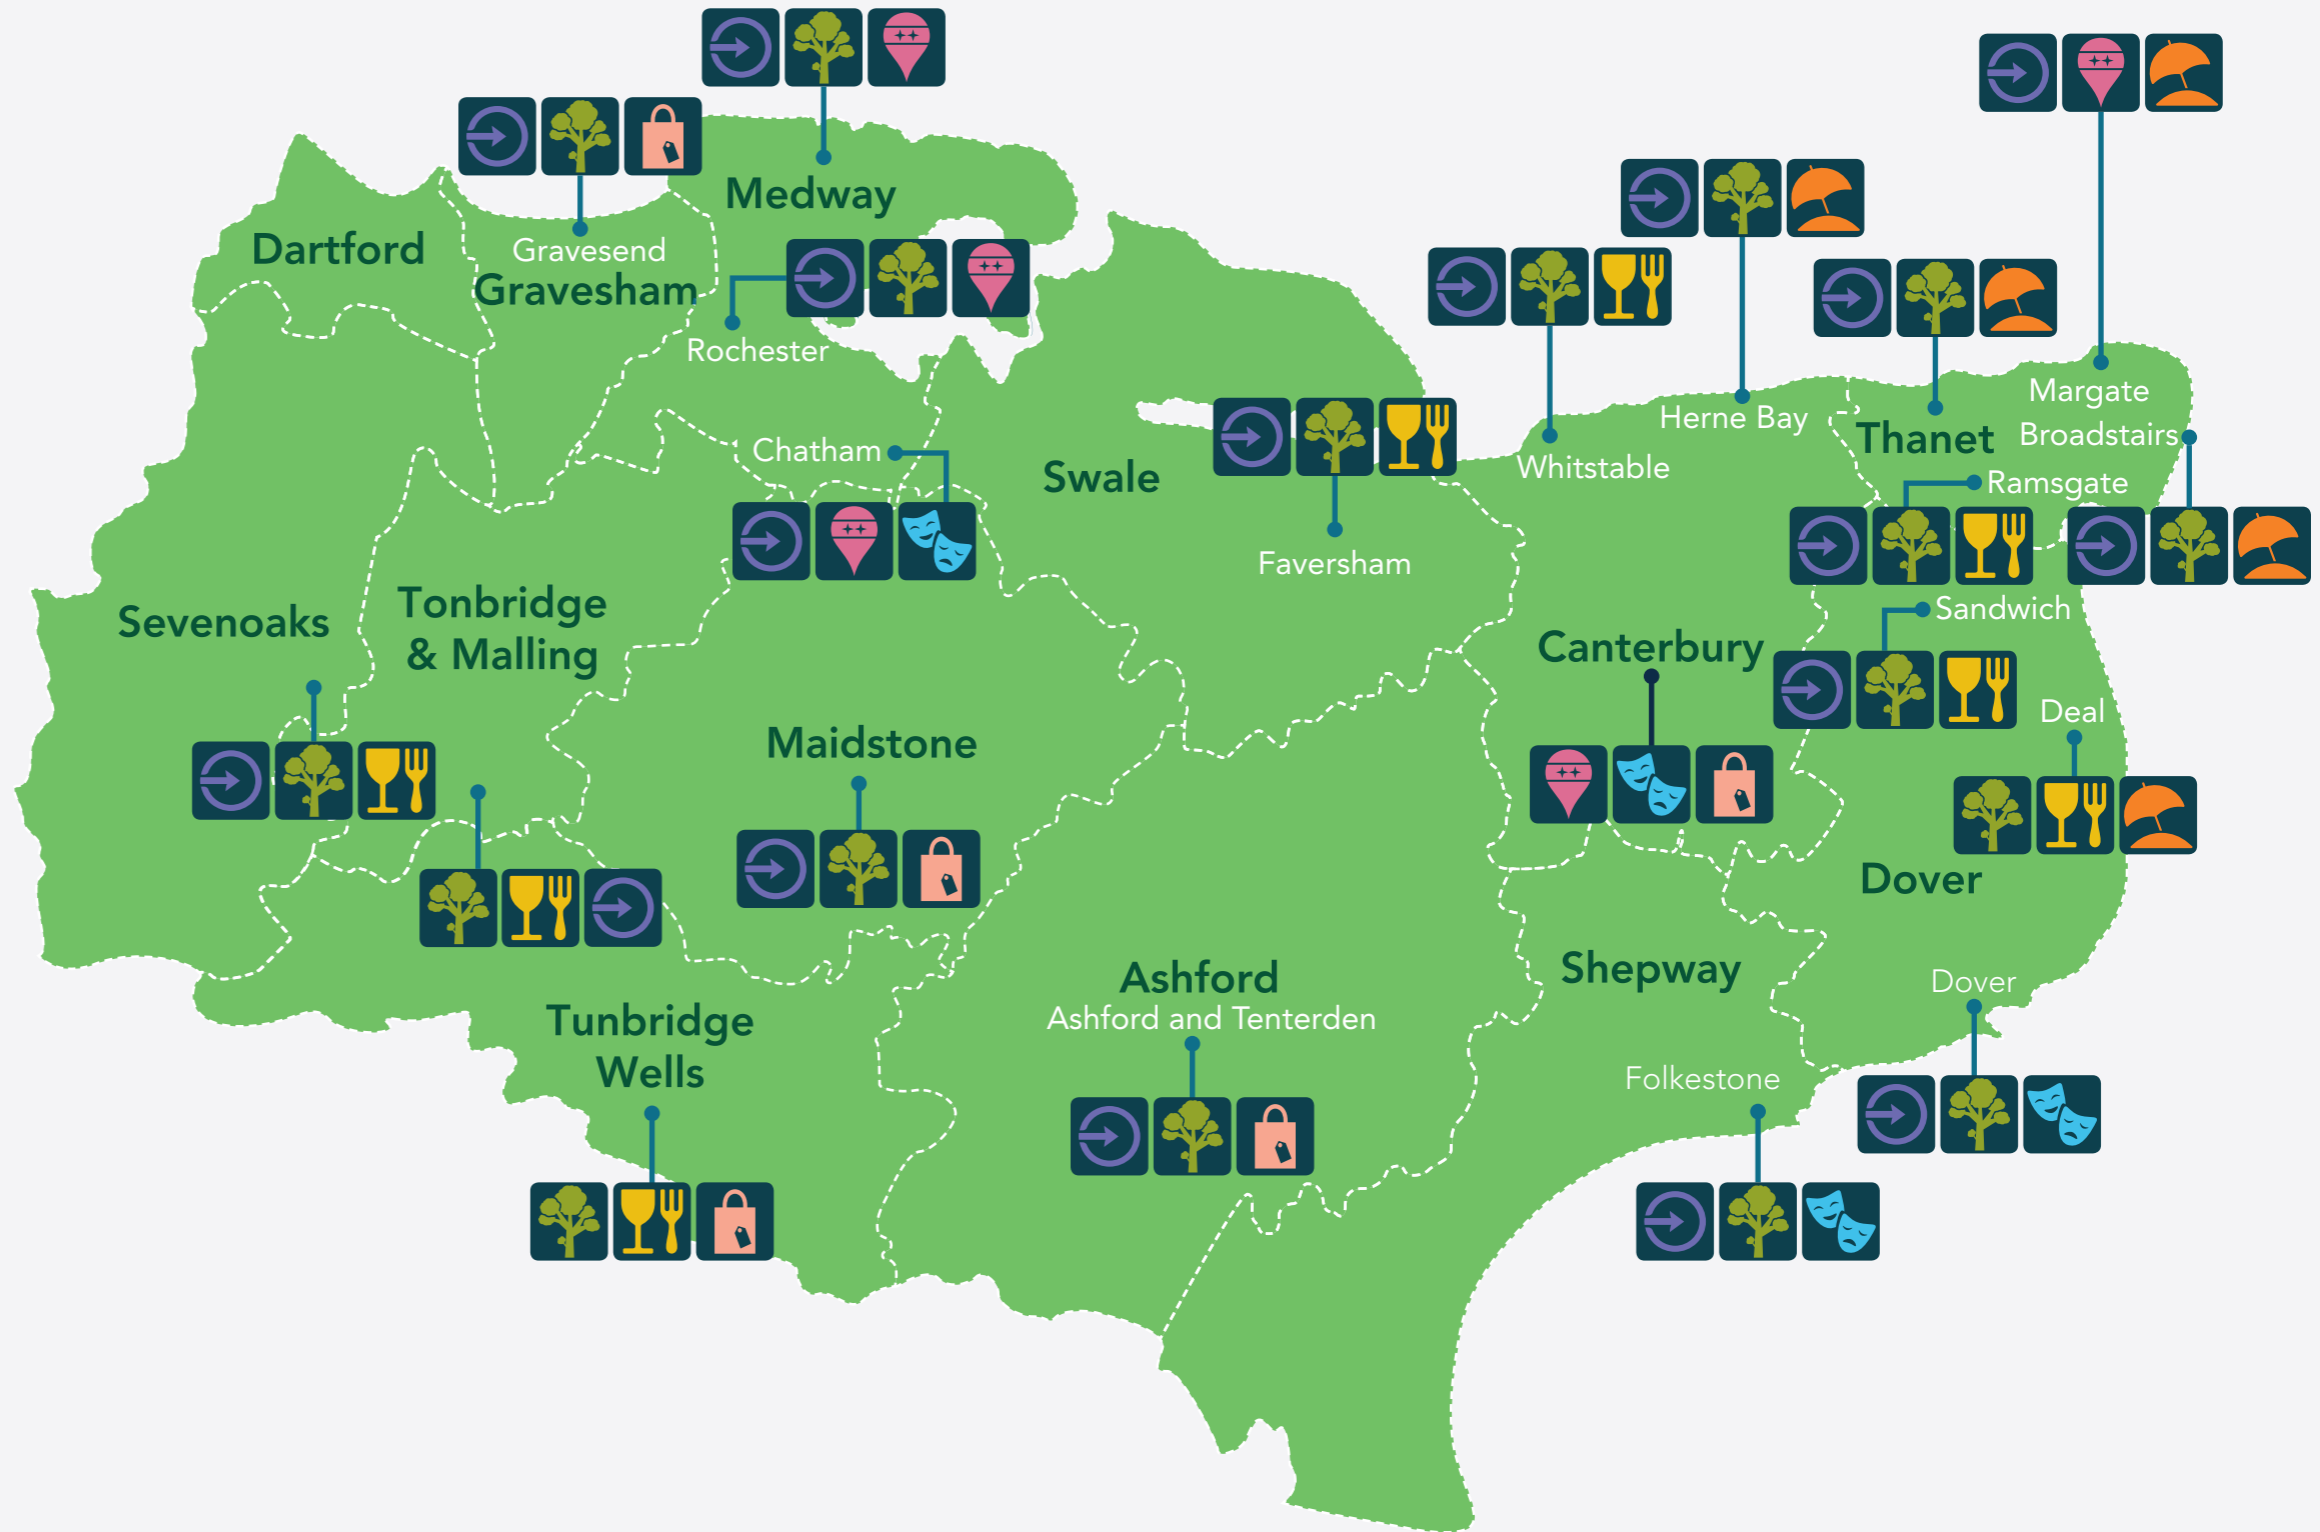 Medway
Dartford
Gravesend
Gravesham
Rochester
Margate
Herne Bay
Thanet
Broadstairs
Chatham
Swale
Whitstable
Ramsgate
Faversham
Sevenoaks
Tonbridge
& Malling
Sandwich
Canterbury
Deal
Maidstone
Dover
Ashford
Ashford and Tenterden
Shepway
Dover
Tunbridge
Wells
Folkestone